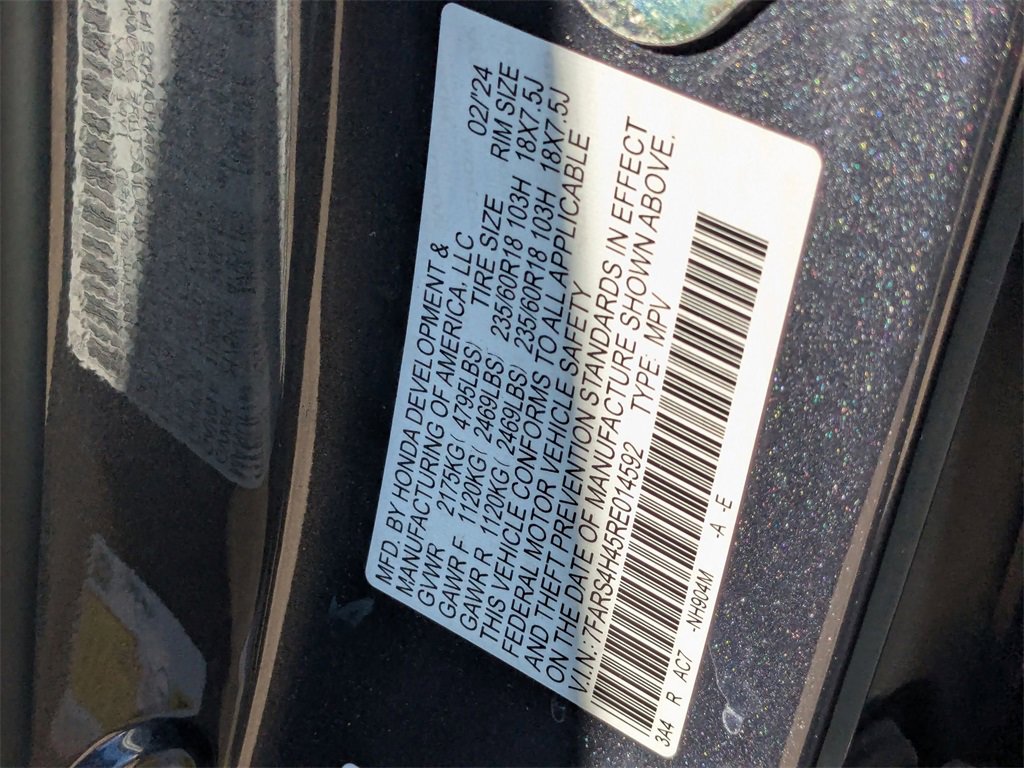 MFD. BY HONDA DEVELOPMENT &
MANUFACTURING OF AMERICA, LLC 02/'24
GVWR 2175KG( 4795LBS) TIRE SIZE RIM SIZE
GAWR F 1120KG( 2469LBS) 235/60R18 103H 18X7.5J
GAWR R 1120KG( 2469LBS) 235/60R18 103H 18X7.5J
THIS VEHICLE CONFORMS TO ALL APPLICABLE
FEDERAL MOTOR VEHICLE SAFETY
AND THEFT PREVENTION STANDARDS IN EFFECT
ON THE DATE OF MANUFACTURE SHOWN ABOVE.
V.I.N.:7FARS4H45RE014592 TYPE: MPV
3A4 R AC7 -NH904M -A -E